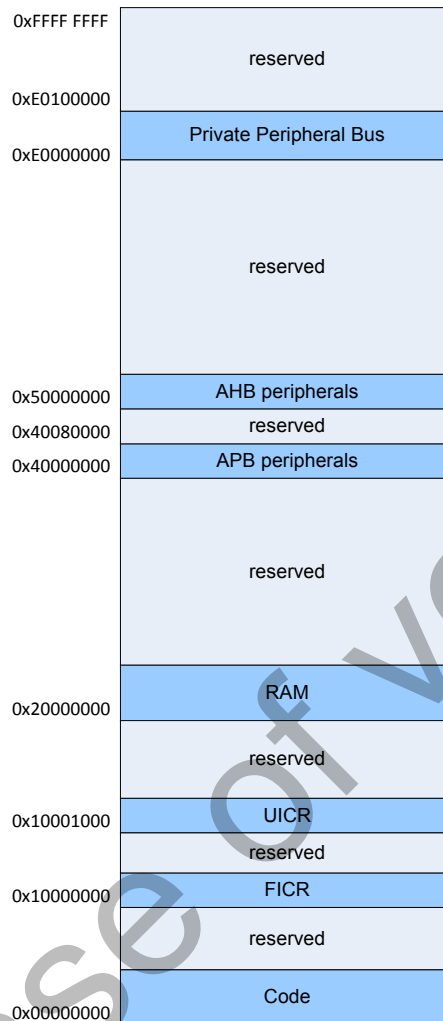 0xFFFF FFFF
reserved
0xE0100000
Private Peripheral Bus
0xE0000000
reserved
AHB peripherals
0x50000000
reserved
0x40080000
APB peripherals
0x40000000
reserved
RAM
0x20000000
reserved
UICR
0x10001000
reserved
FICR
0x10000000
reserved
Code
0x00000000